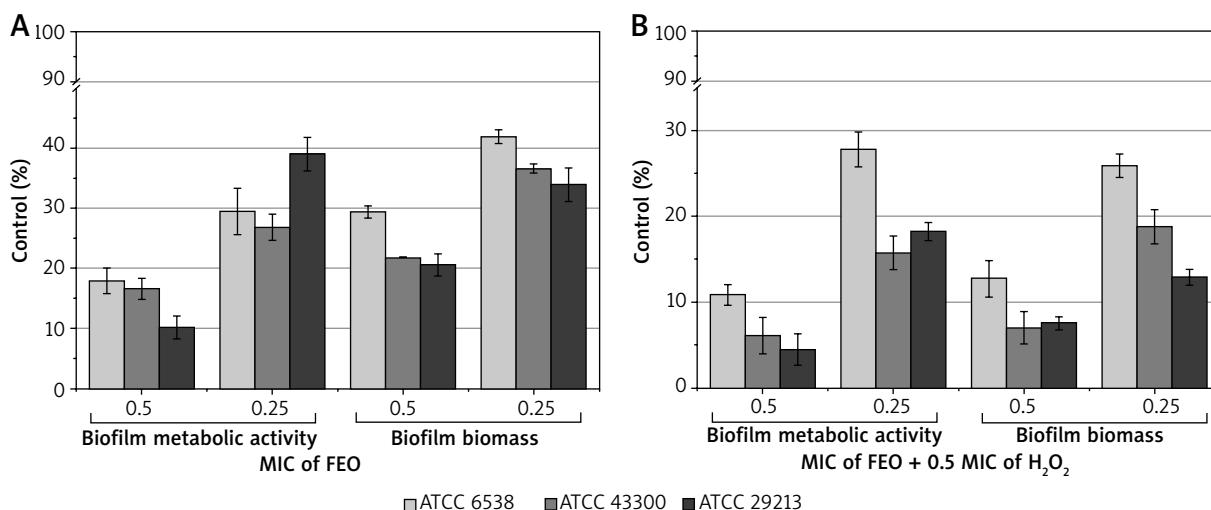 A
Control (%)
100
90
40
30
20
10
0
0.5 0.25 0.5 0.25
Biofilm metabolic activity Biofilm biomass
MIC of FEO
B
Control (%)
100
90
30
20
10
0
0.5 0.25 0.5 0.25
Biofilm metabolic activity Biofilm biomass
MIC of FEO + 0.5 MIC of H₂O₂
ATCC 6538 ATCC 43300 ATCC 29213